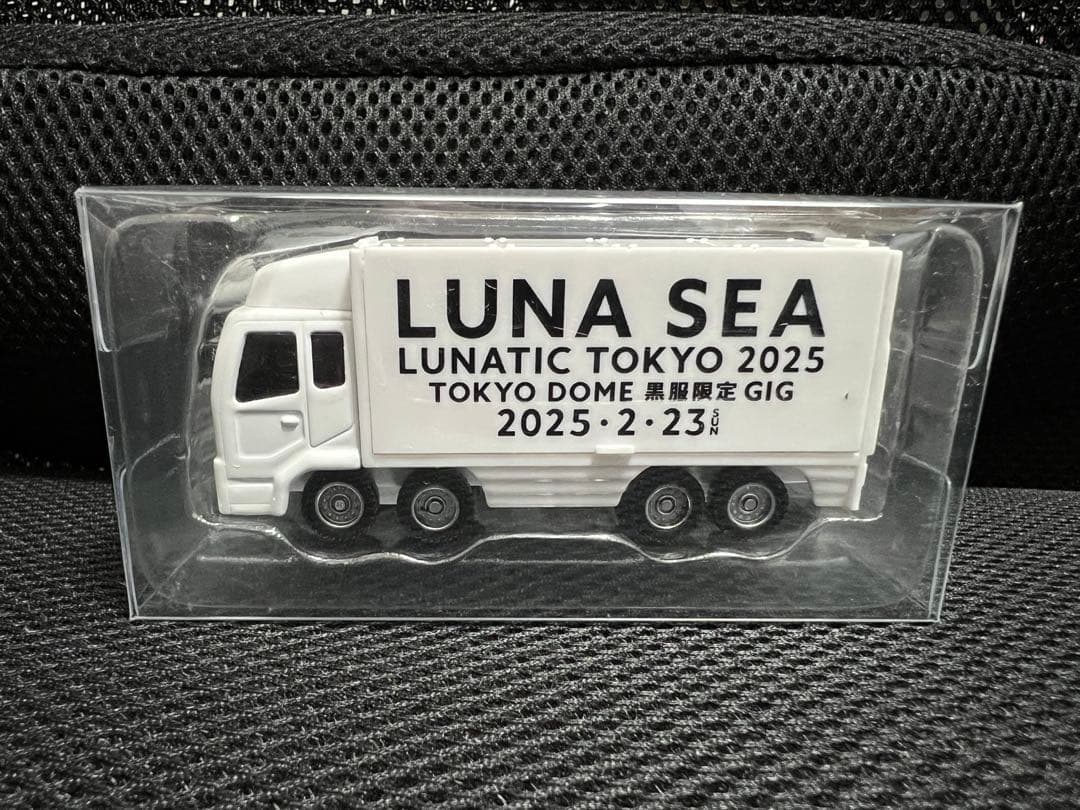 LUNA SEA
LUNATIC TOKYO 2025
TOKYO DOME 黒服限定 GIG
2025・2・23 SUN